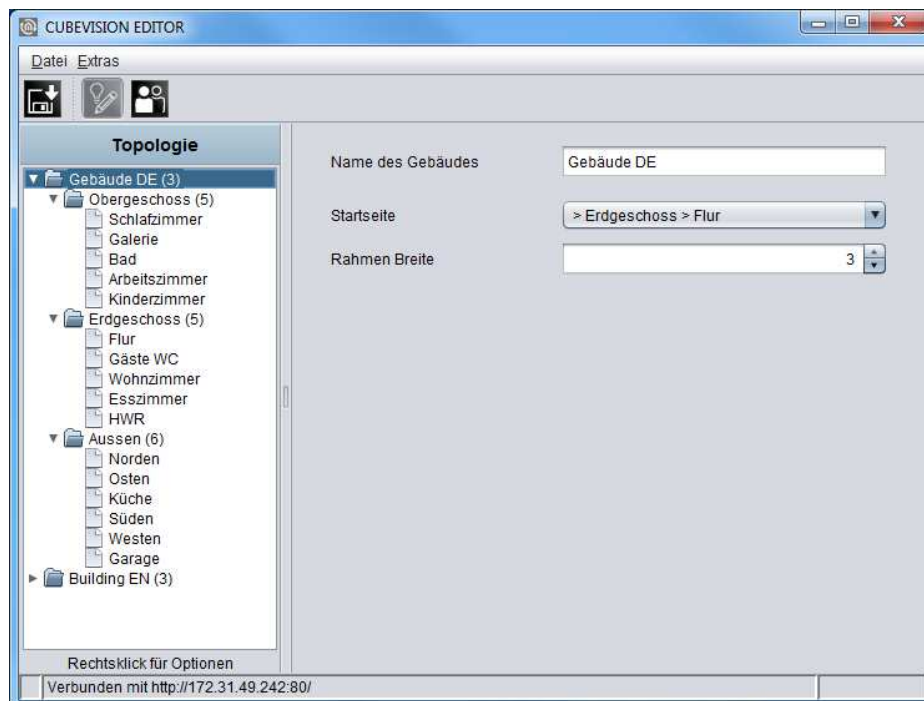 CUBEVISION EDITOR
Datei Extras
Topologie
Gebäude DE (3)
Obergeschoss (5)
Schlafzimmer
Galerie
Bad
Arbeitszimmer
Kinderzimmer
Erdgeschoss (5)
Flur
Gäste WC
Wohnzimmer
Esszimmer
HWR
Aussen (6)
Norden
Osten
Küche
Süden
Westen
Garage
Building EN (3)
Rechtsklick für Optionen
Name des Gebäudes Gebäude DE
Startseite > Erdgeschoss > Flur
Rahmen Breite 3
Verbunden mit http://172.31.49.242:80/